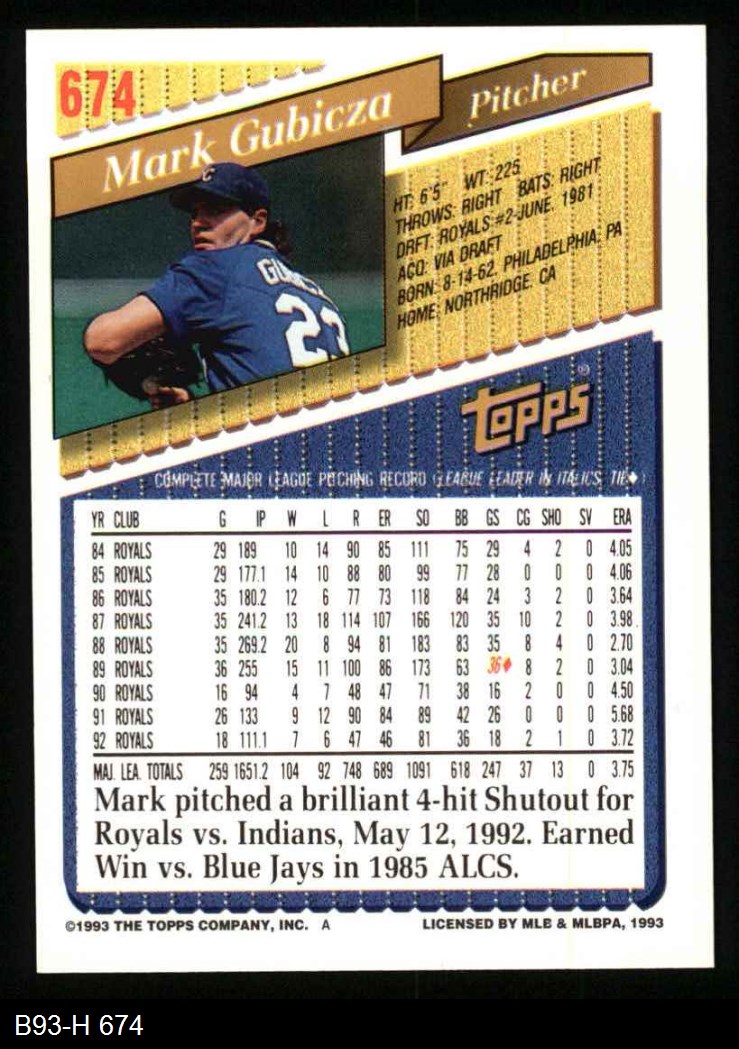 674
Mark Gubicza
Pitcher
C
23
HT: 6'5" WT: 225
THROWS: RIGHT BATS: RIGHT
DRFT: ROYALS #2-JUNE, 1981
ACQ: VIA DRAFT
BORN: 8-14-62, PHILADELPHIA, PA
HOME: NORTHRIDGE, CA
Topps®
COMPLETE MAJOR LEAGUE PITCHING RECORD (LEAGUE LEADER IN ITALICS, TIE♦)
YR CLUB G IP W L R ER SO BB GS CG SHO SV ERA
84 ROYALS 29 189 10 14 90 85 111 75 29 4 2 0 4.05
85 ROYALS 29 177.1 14 10 88 80 99 77 28 0 0 0 4.06
86 ROYALS 35 180.2 12 6 77 73 118 84 24 3 2 0 3.64
87 ROYALS 35 241.2 13 18 114 107 166 120 35 10 2 0 3.98
88 ROYALS 35 269.2 20 8 94 81 183 83 35 8 4 0 2.70
89 ROYALS 36 255 15 11 100 86 173 63 36♦ 8 2 0 3.04
90 ROYALS 16 94 4 7 48 47 71 38 16 2 0 0 4.50
91 ROYALS 26 133 9 12 90 84 89 42 26 0 0 0 5.68
92 ROYALS 18 111.1 7 6 47 46 81 36 18 2 1 0 3.72
MAJ. LEA. TOTALS 259 1651.2 104 92 748 689 1091 618 247 37 13 0 3.75
Mark pitched a brilliant 4-hit Shutout for
Royals vs. Indians, May 12, 1992. Earned
Win vs. Blue Jays in 1985 ALCS.
©1993 THE TOPPS COMPANY, INC. A
LICENSED BY MLB & MLBPA, 1993
B93-H 674